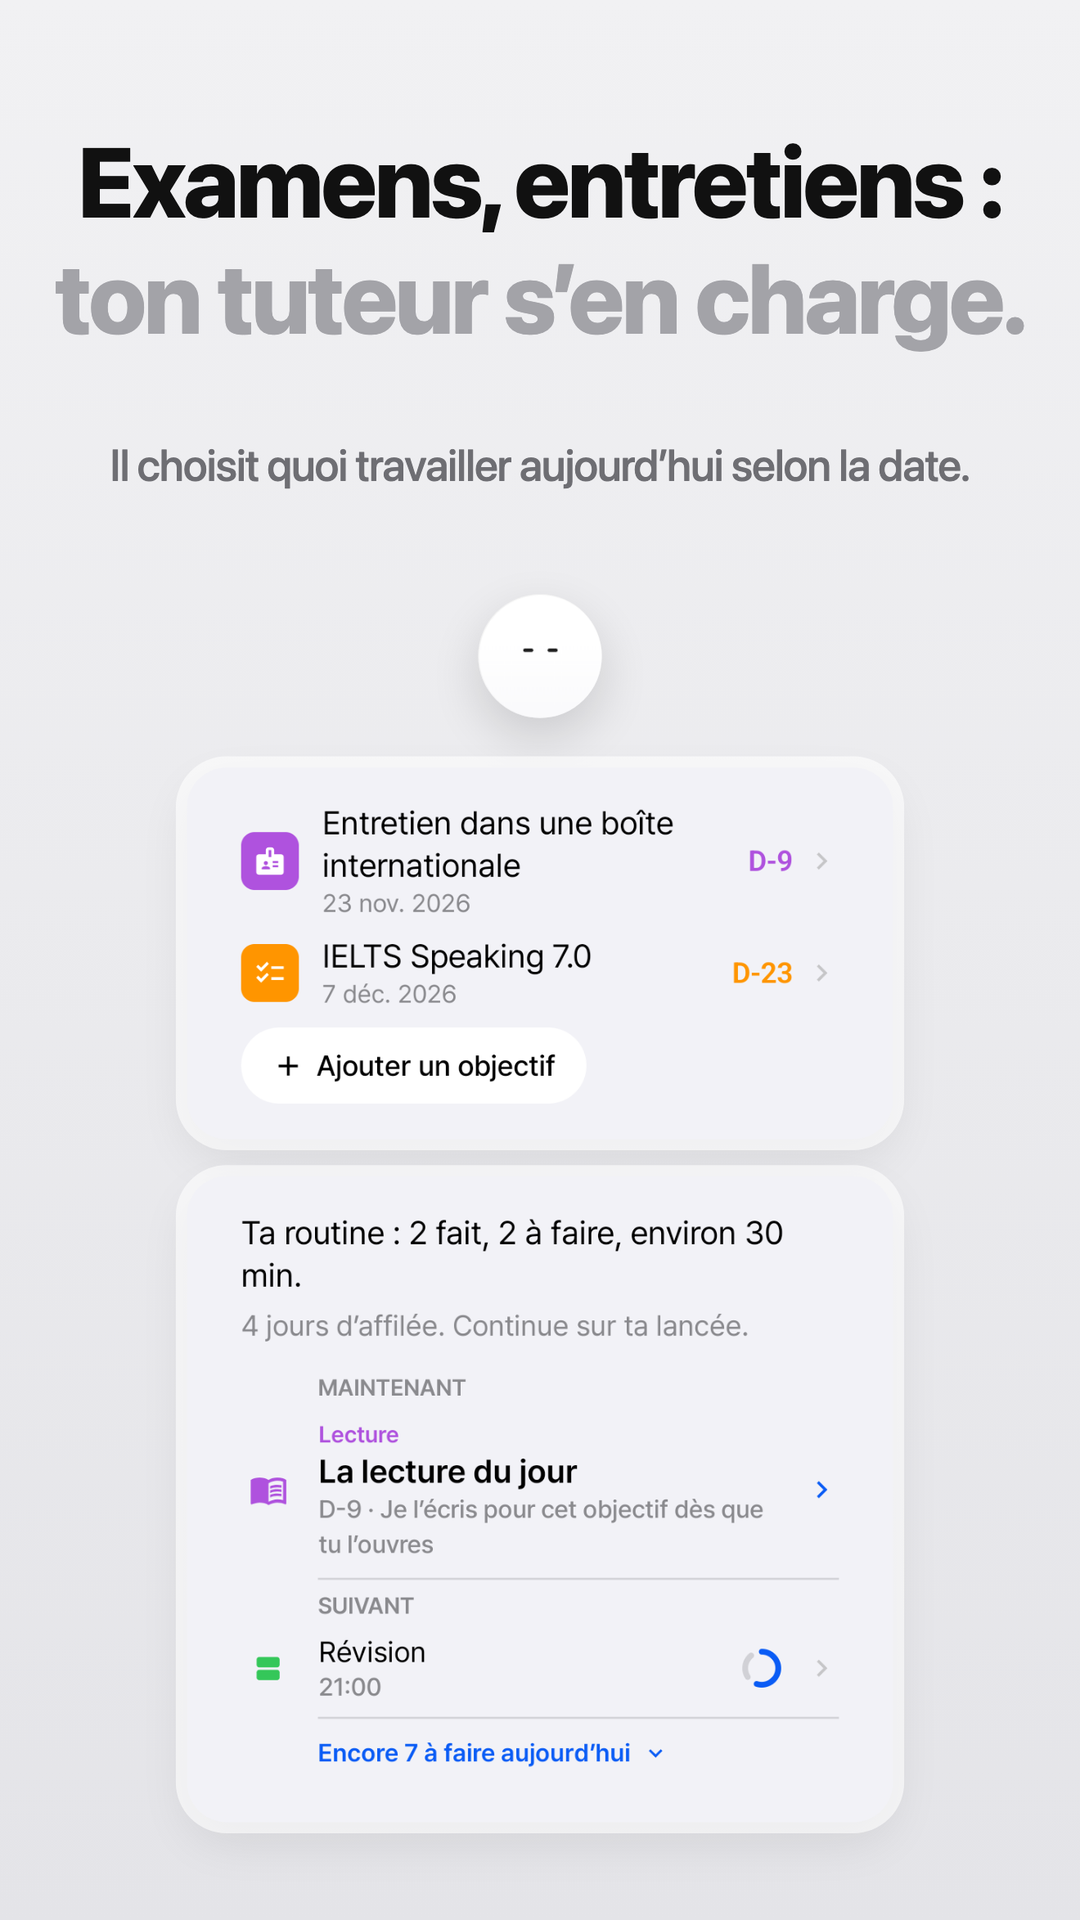 Examens, entretiens :
ton tuteur s’en charge.
Il choisit quoi travailler aujourd’hui selon la date.
Entretien dans une boîte
internationale
23 nov. 2026
D-9
IELTS Speaking 7.0
7 déc. 2026
D-23
+ Ajouter un objectif
Ta routine : 2 fait, 2 à faire, environ 30
min.
4 jours d’affilée. Continue sur ta lancée.
MAINTENANT
Lecture
La lecture du jour
D-9 · Je l’écris pour cet objectif dès que
tu l’ouvres
SUIVANT
Révision
21:00
Encore 7 à faire aujourd’hui